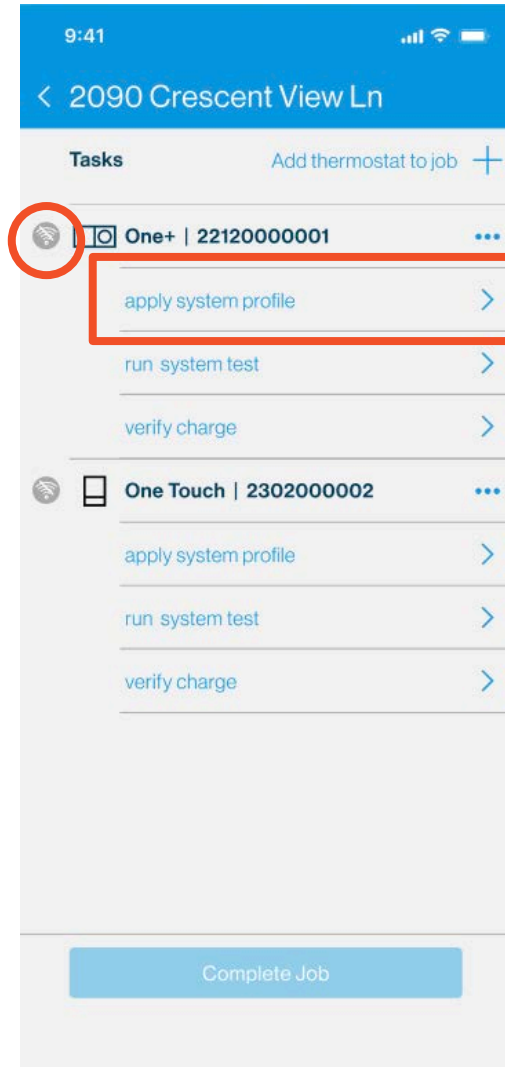 9:41
2090 Crescent View Ln
Tasks Add thermostat to job
One+ | 22120000001
apply system profile
run system test
verify charge
One Touch | 2302000002
apply system profile
run system test
verify charge
Complete Job